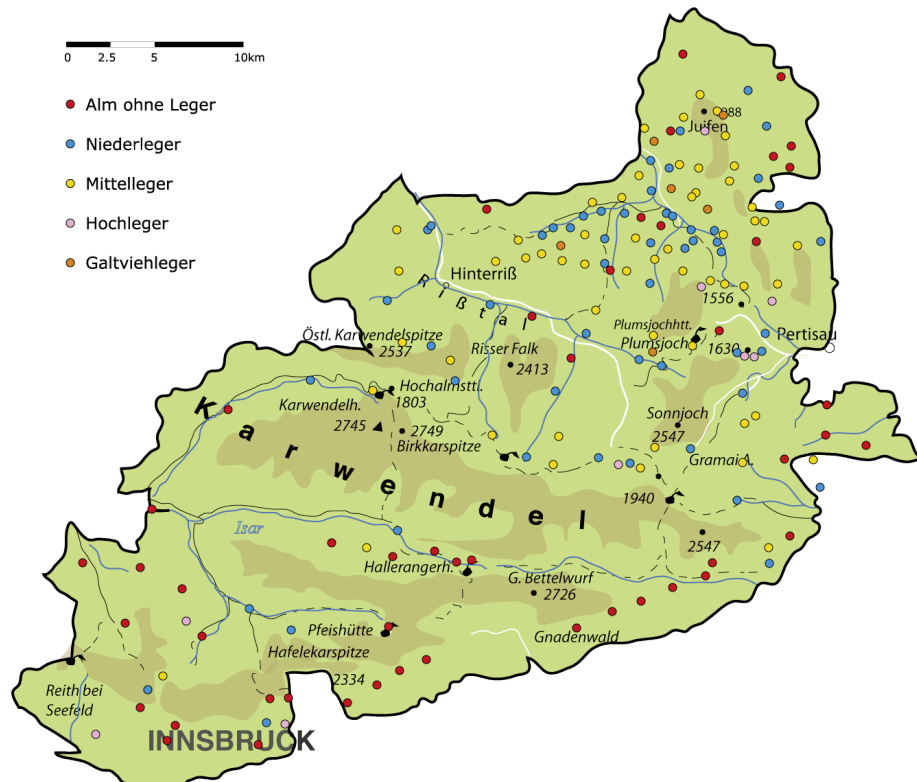 0 2.5 5 10km
Alm ohne Leger
Niederleger
Mittelleger
Hochleger
Galtviehleger
988
Juifen
Hinterriß
Rißtal
1556
Plumsjochhtt.
Plumsjoch
1630
Pertisau
Östl. Karwendelspitze
2537
Risser Falk
2413
Hochalmstt.
1803
Karwendelh.
2745
2749
Birkkarspitze
Sonnjoch
2547
Gramai A.
1940
Karwendel
Isar
2547
Hallerangerh.
G. Bettelwurf
2726
Gnadenwald
Pfeishütte
Hafelekarspitze
2334
Reith bei
Seefeld
INNSBRUCK